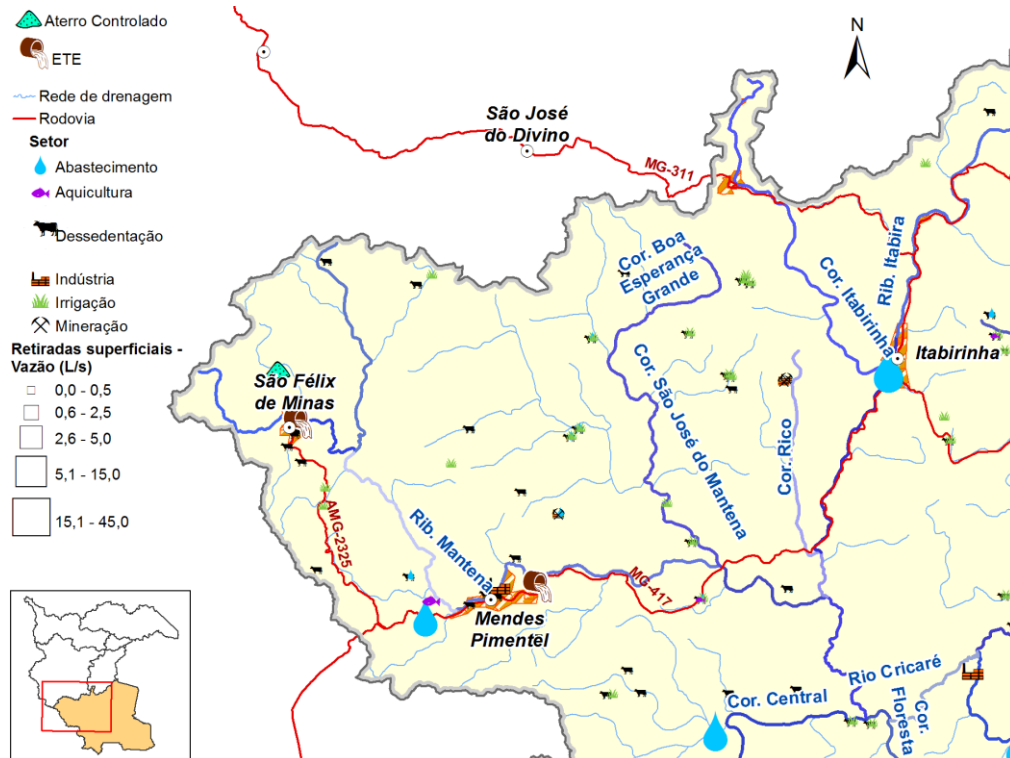 Aterro Controlado
ETE
Rede de drenagem
Rodovia
Setor
Abastecimento
Aquicultura
Dessedentação
Indústria
Irrigação
Mineração
Retiradas superficiais -
Vazão (L/s)
0,0 - 0,5
0,6 - 2,5
2,6 - 5,0
5,1 - 15,0
15,1 - 45,0
N
São José
do Divino
MG-311
Cor. Boa
Esperança
Grande
Cor. Itabirinha
Rib. Itabira
Itabirinha
São Félix
de Minas
Cor. São José do Mantena
Cor. Rico
AMG-2325
Rib. Mantena
MG-417
Mendes
Pimentel
Rio Cricaré
Cor. Central
Cor.
Floresta